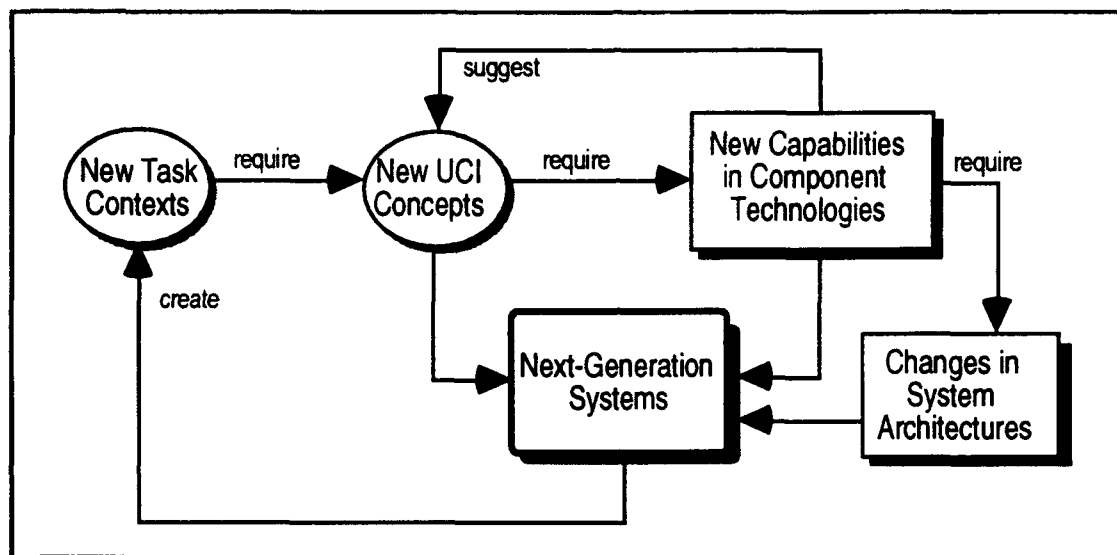 suggest
New Task
Contexts
require
New UCI
Concepts
require
New Capabilities
in Component
Technologies
require
create
Next-Generation
Systems
Changes in
System
Architectures